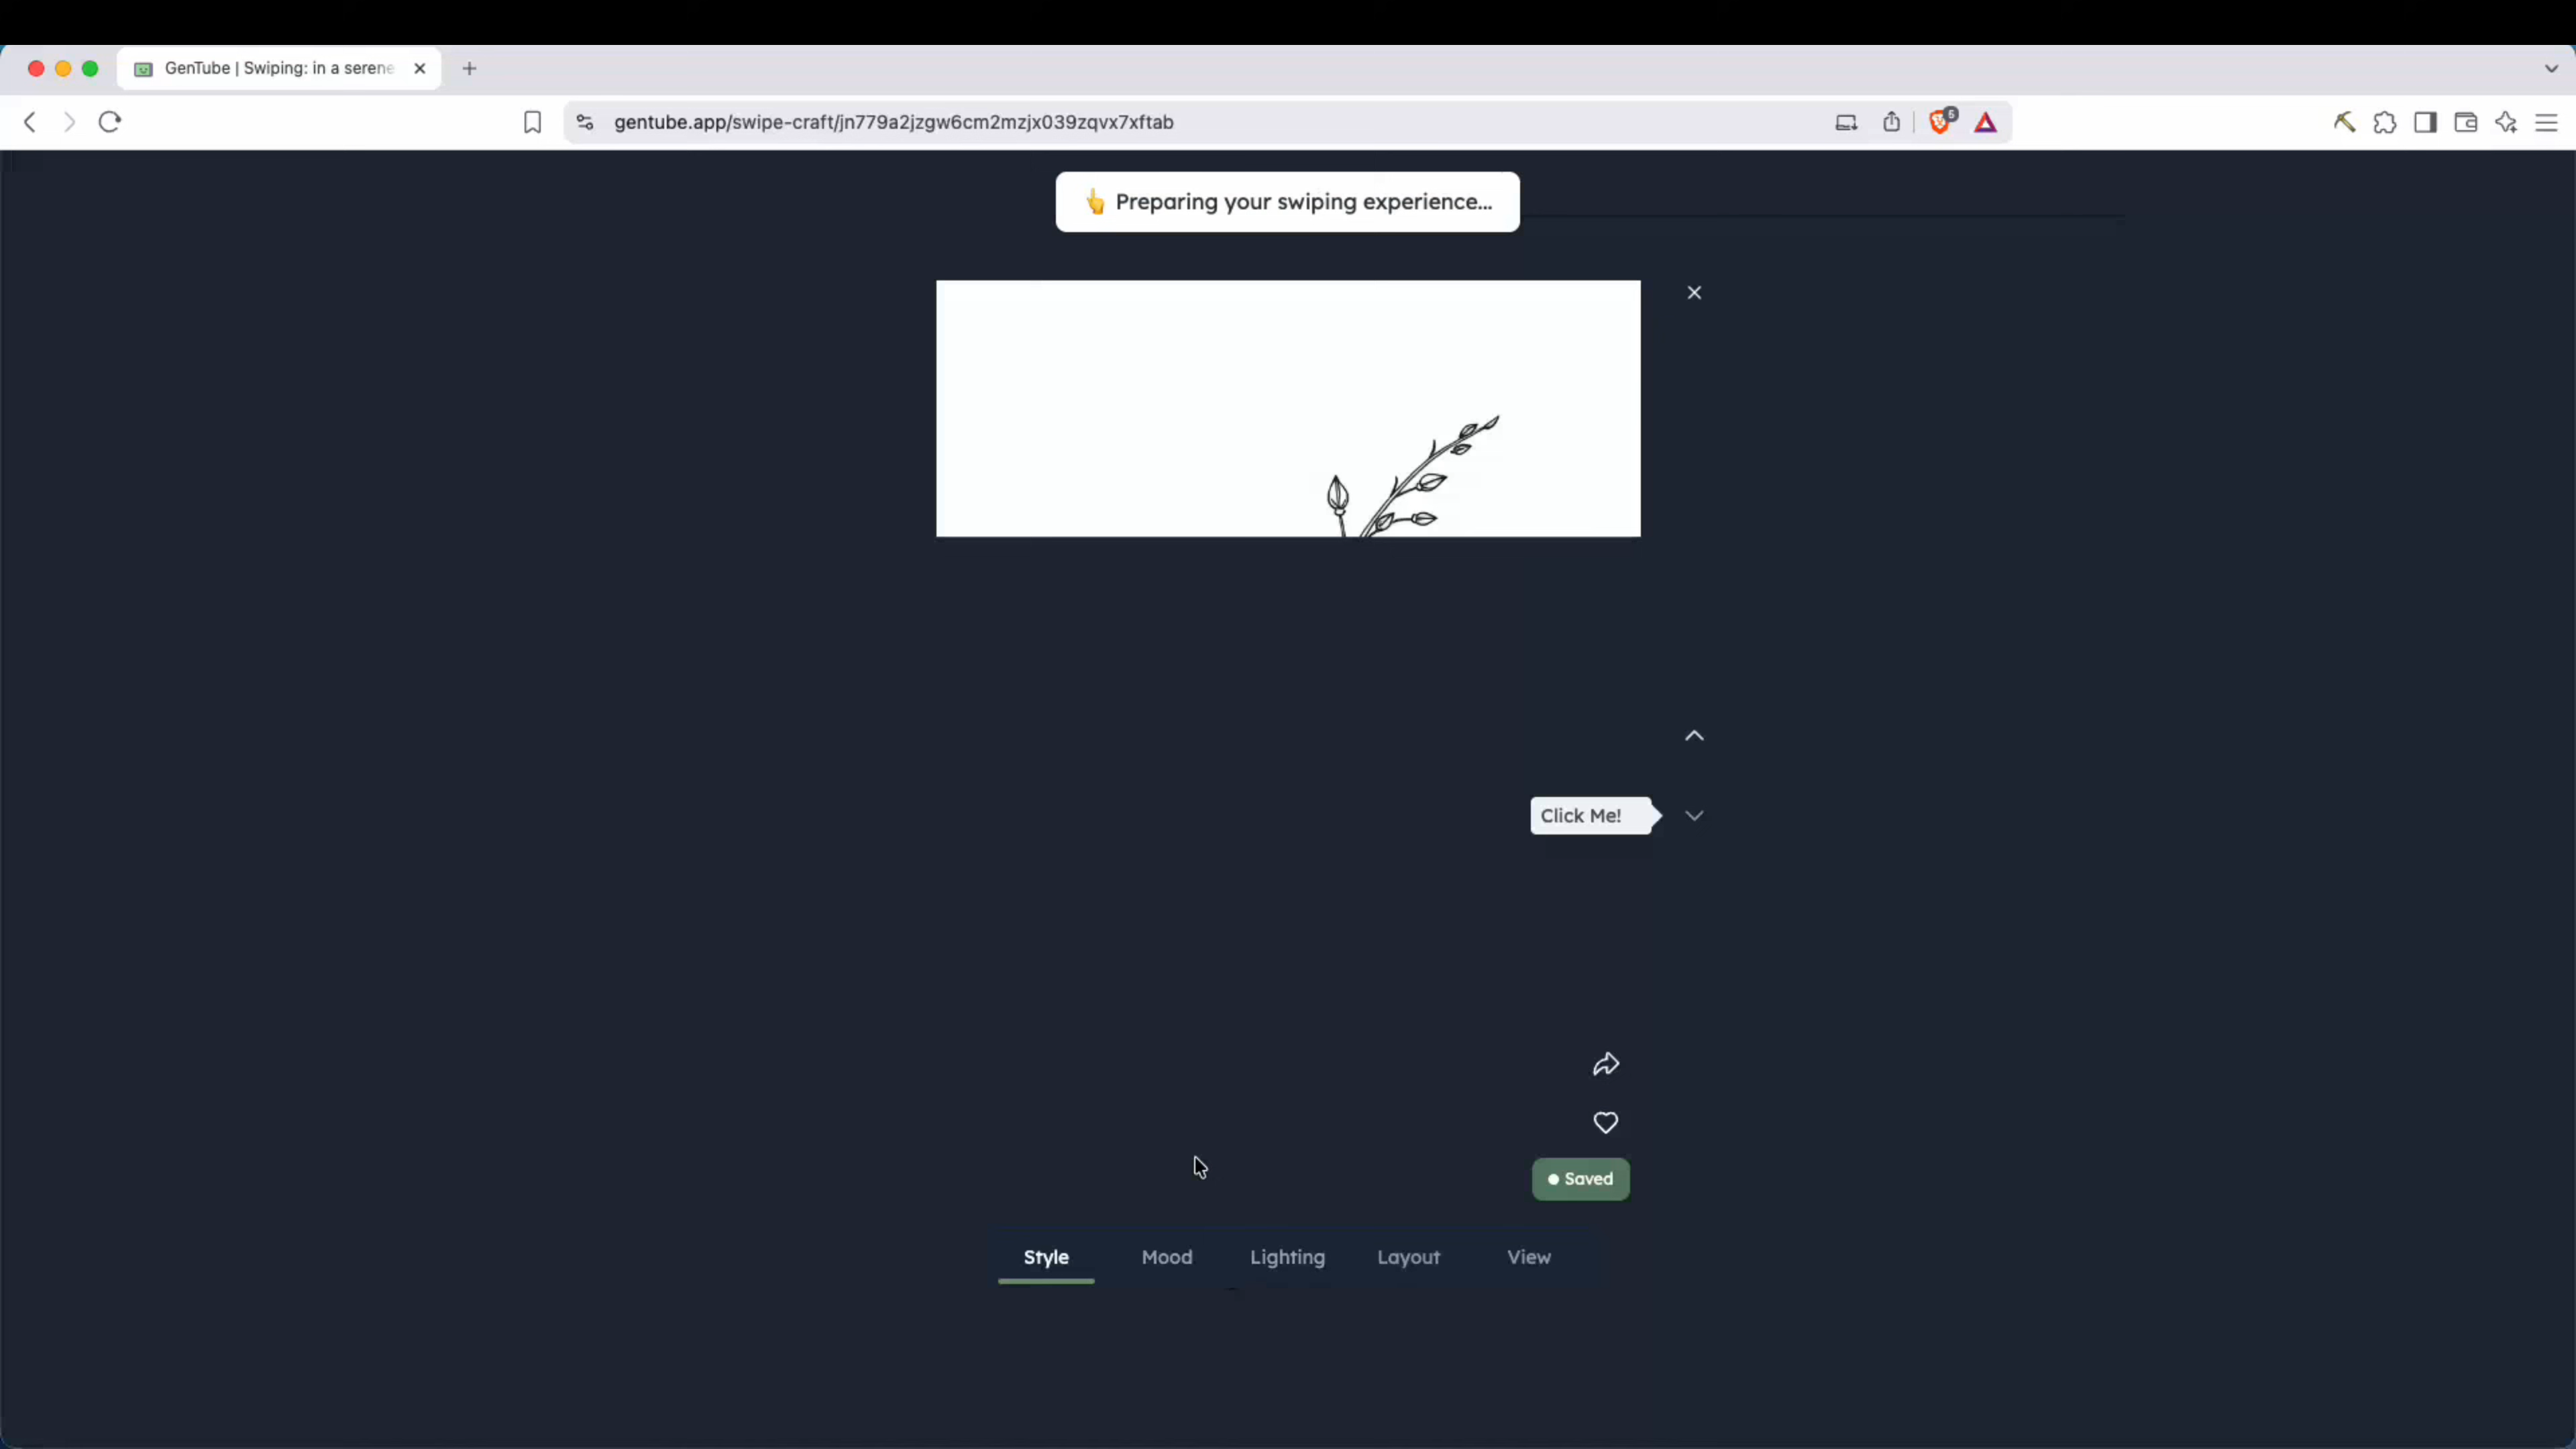 GenTube | Swiping: in a serene
gentube.app/swipe-craft/jn779a2jzgw6cm2mzjx039zqvx7xftab
5
👆 Preparing your swiping experience...
Click Me!
Saved
Style Mood Lighting Layout View